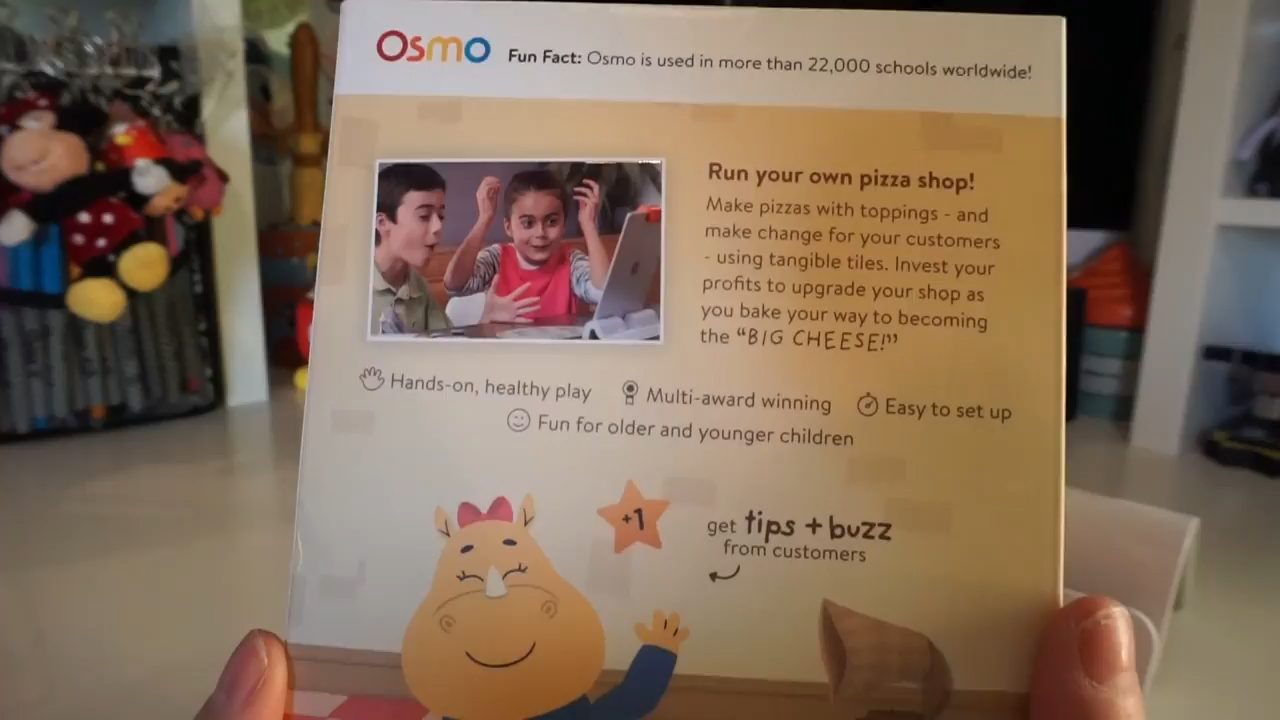 Osmo Fun Fact: Osmo is used in more than 22,000 schools worldwide!
Run your own pizza shop!
Make pizzas with toppings - and
make change for your customers
- using tangible tiles. Invest your
profits to upgrade your shop as
you bake your way to becoming
the “BIG CHEESE!”
Hands-on, healthy play Multi-award winning Easy to set up
Fun for older and younger children
+1
get tips + buzz
from customers